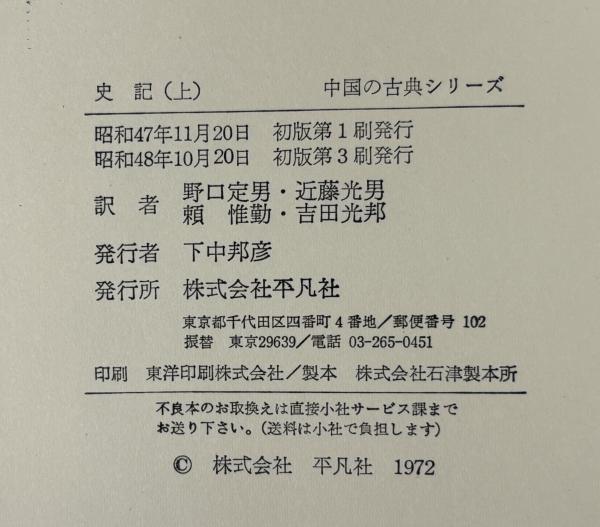 史記（上） 中国の古典シリーズ
昭和47年11月20日 初版第1刷発行
昭和48年10月20日 初版第3刷発行
訳者 野口定男・近藤光男
頼惟勤・吉田光邦
発行者 下中邦彦
発行所 株式会社平凡社
東京都千代田区四番町4番地／郵便番号 102
振替 東京29639／電話 03-265-0451
印刷 東洋印刷株式会社／製本 株式会社石津製本所
不良本のお取換えは直接小社サービス課まで
お送り下さい。（送料は小社で負担します）
© 株式会社 平凡社 1972